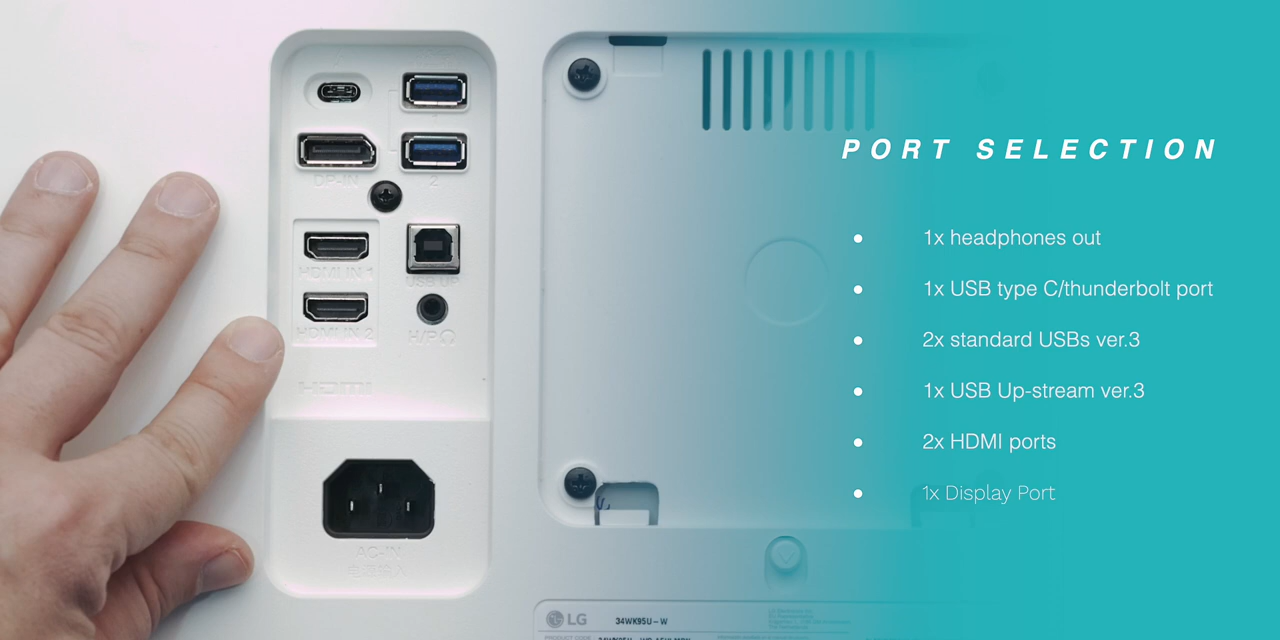 DP-IN
2
HDMI IN 1
USB UP
HDMI IN 2
H/P
HDMI
AC-IN
电源输入
LG
34WK95U-W
PRODUCT CODE
PORT SELECTION
1x headphones out
1x USB type C/thunderbolt port
2x standard USBs ver.3
1x USB Up-stream ver.3
2x HDMI ports
1x Display Port